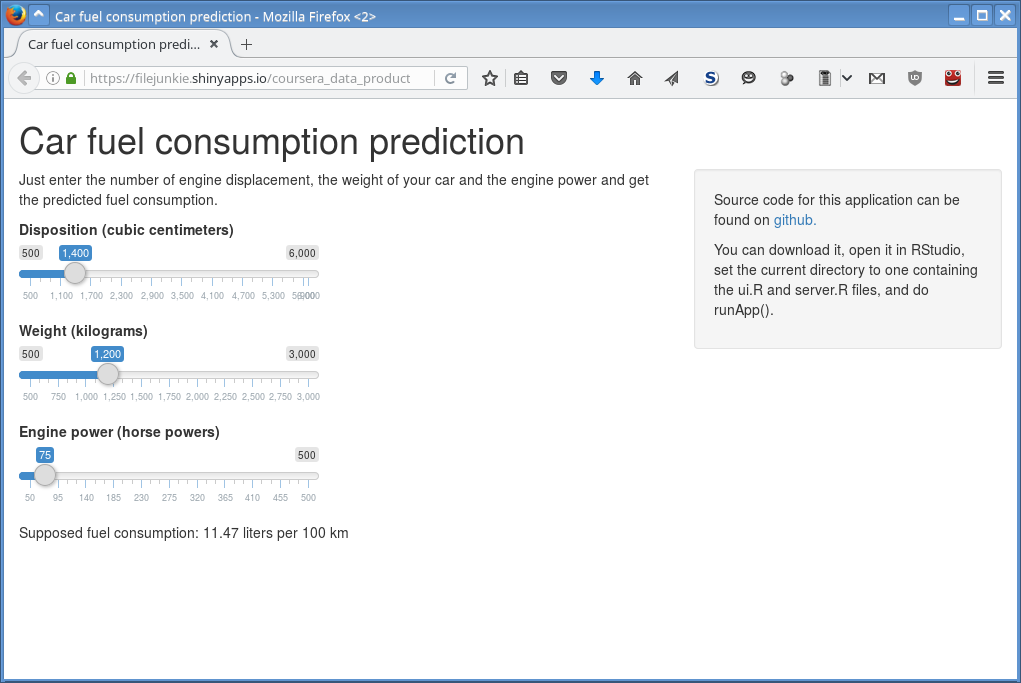 Car fuel consumption prediction - Mozilla Firefox <2>
Car fuel consumption predi...
https://filejunkie.shinyapps.io/coursera_data_product
Car fuel consumption prediction
Just enter the number of engine displacement, the weight of your car and the engine power and get
the predicted fuel consumption.
Disposition (cubic centimeters)
500 1,400 6,000
500 1,100 1,700 2,300 2,900 3,500 4,100 4,700 5,300 6,000
Weight (kilograms)
500 1,200 3,000
500 750 1,000 1,250 1,500 1,750 2,000 2,250 2,500 2,750 3,000
Engine power (horse powers)
75 500
50 95 140 185 230 275 320 365 410 455 500
Supposed fuel consumption: 11.47 liters per 100 km
Source code for this application can be
found on github.
You can download it, open it in RStudio,
set the current directory to one containing
the ui.R and server.R files, and do
runApp().